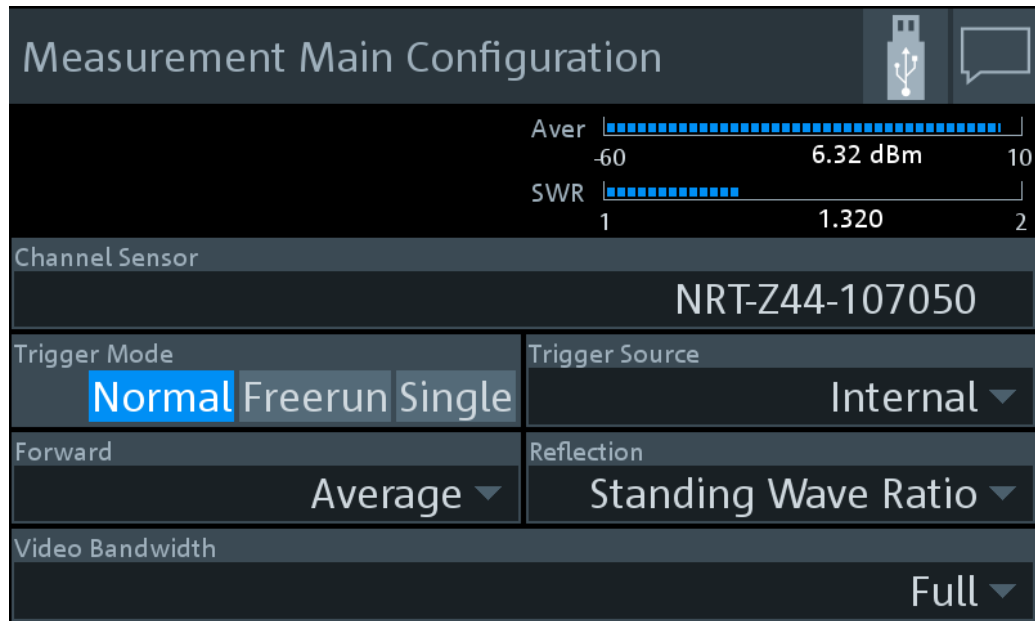 Measurement Main Configuration
Aver
-60 6.32 dBm 10
SWR
1 1.320 2
Channel Sensor
NRT-Z44-107050
Trigger Mode
Normal Freerun Single
Trigger Source
Internal
Forward
Average
Reflection
Standing Wave Ratio
Video Bandwidth
Full